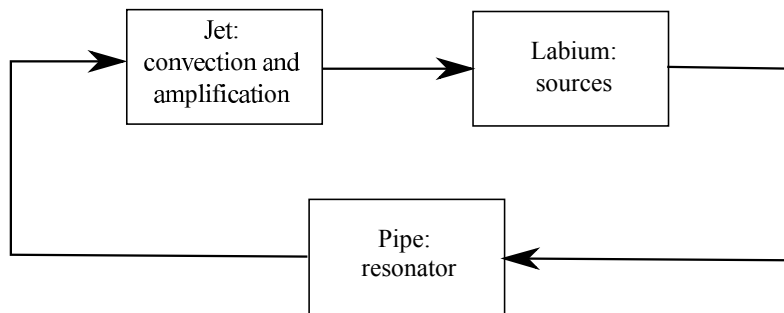 Jet:
convection and
amplification
Labium:
sources
Pipe:
resonator